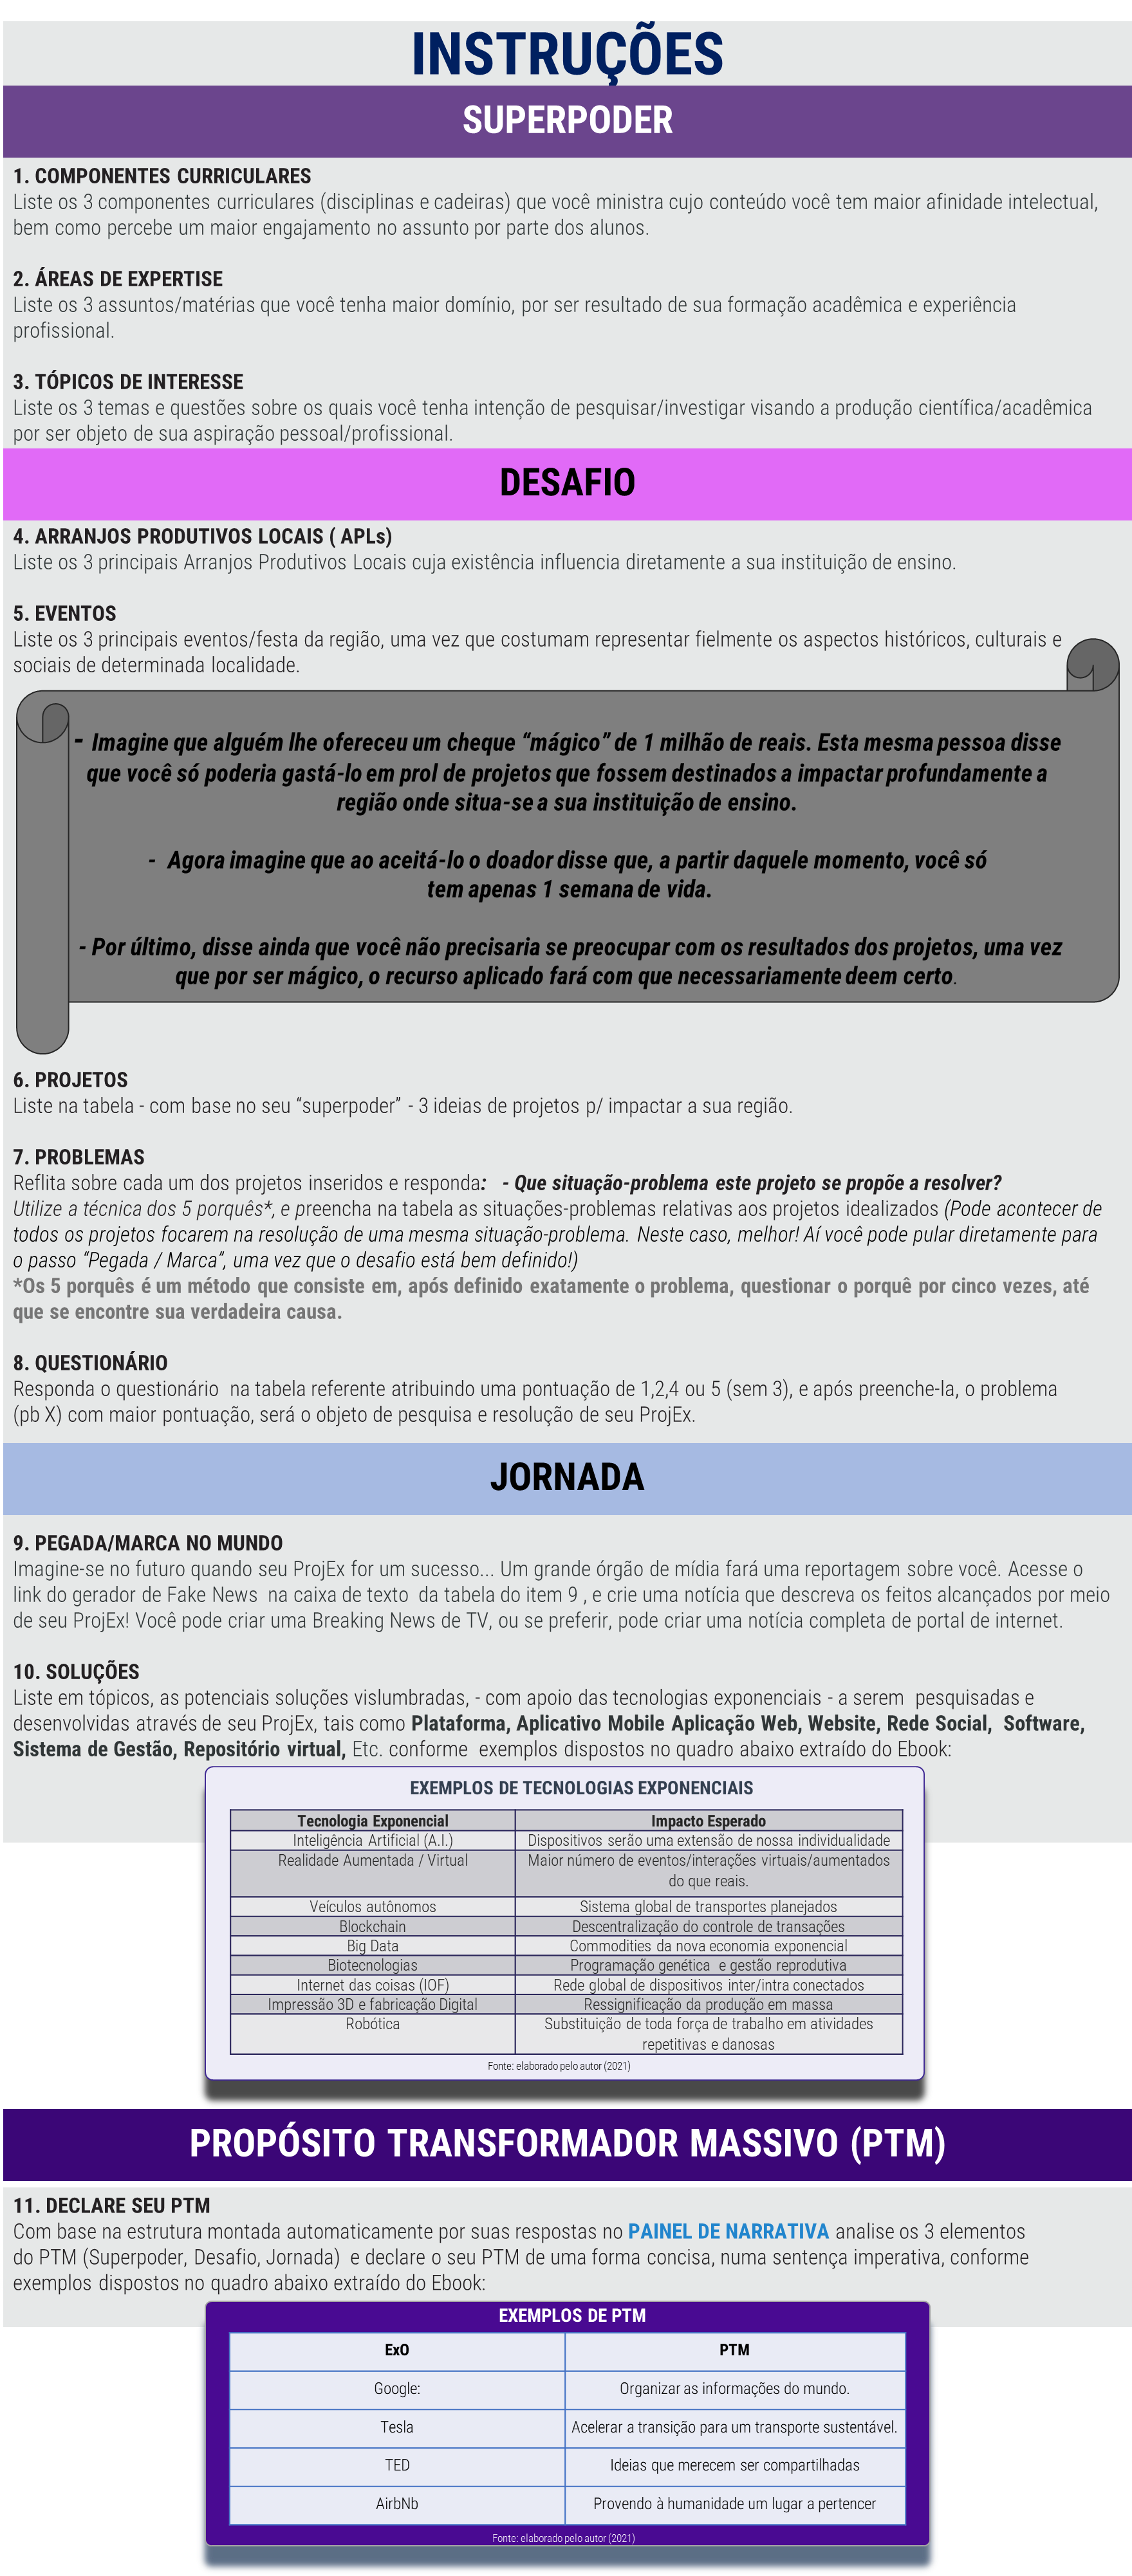 INSTRUÇÕES
SUPERPODER
1. COMPONENTES CURRICULARES
Liste os 3 componentes curriculares (disciplinas e cadeiras) que você ministra cujo conteúdo você tem maior afinidade intelectual,
bem como percebe um maior engajamento no assunto por parte dos alunos.
2. ÁREAS DE EXPERTISE
Liste os 3 assuntos/matérias que você tenha maior domínio, por ser resultado de sua formação acadêmica e experiência
profissional.
3. TÓPICOS DE INTERESSE
Liste os 3 temas e questões sobre os quais você tenha intenção de pesquisar/investigar visando a produção científica/acadêmica
por ser objeto de sua aspiração pessoal/profissional.
DESAFIO
4. ARRANJOS PRODUTIVOS LOCAIS ( APLs)
Liste os 3 principais Arranjos Produtivos Locais cuja existência influencia diretamente a sua instituição de ensino.
5. EVENTOS
Liste os 3 principais eventos/festa da região, uma vez que costumam representar fielmente os aspectos históricos, culturais e
sociais de determinada localidade.
- Imagine que alguém lhe ofereceu um cheque “mágico” de 1 milhão de reais. Esta mesma pessoa disse
que você só poderia gastá-lo em prol de projetos que fossem destinados a impactar profundamente a
região onde situa-se a sua instituição de ensino.
- Agora imagine que ao aceitá-lo o doador disse que, a partir daquele momento, você só
tem apenas 1 semana de vida.
- Por último, disse ainda que você não precisaria se preocupar com os resultados dos projetos, uma vez
que por ser mágico, o recurso aplicado fará com que necessariamente deem certo.
6. PROJETOS
Liste na tabela - com base no seu “superpoder” - 3 ideias de projetos p/ impactar a sua região.
7. PROBLEMAS
Reflita sobre cada um dos projetos inseridos e responda: - Que situação-problema este projeto se propõe a resolver?
Utilize a técnica dos 5 porquês*, e preencha na tabela as situações-problemas relativas aos projetos idealizados (Pode acontecer de
todos os projetos focarem na resolução de uma mesma situação-problema. Neste caso, melhor! Aí você pode pular diretamente para
o passo “Pegada / Marca”, uma vez que o desafio está bem definido!)
*Os 5 porquês é um método que consiste em, após definido exatamente o problema, questionar o porquê por cinco vezes, até
que se encontre sua verdadeira causa.
8. QUESTIONÁRIO
Responda o questionário na tabela referente atribuindo uma pontuação de 1,2,4 ou 5 (sem 3), e após preenche-la, o problema
(pb X) com maior pontuação, será o objeto de pesquisa e resolução de seu ProjEx.
JORNADA
9. PEGADA/MARCA NO MUNDO
Imagine-se no futuro quando seu ProjEx for um sucesso... Um grande órgão de mídia fará uma reportagem sobre você. Acesse o
link do gerador de Fake News na caixa de texto da tabela do item 9 , e crie uma notícia que descreva os feitos alcançados por meio
de seu ProjEx! Você pode criar uma Breaking News de TV, ou se preferir, pode criar uma notícia completa de portal de internet.
10. SOLUÇÕES
Liste em tópicos, as potenciais soluções vislumbradas, - com apoio das tecnologias exponenciais - a serem pesquisadas e
desenvolvidas através de seu ProjEx, tais como Plataforma, Aplicativo Mobile Aplicação Web, Website, Rede Social, Software,
Sistema de Gestão, Repositório virtual, Etc. conforme exemplos dispostos no quadro abaixo extraído do Ebook:
EXEMPLOS DE TECNOLOGIAS EXPONENCIAIS
Tecnologia Exponencial Impacto Esperado
Inteligência Artificial (A.I.) Dispositivos serão uma extensão de nossa individualidade
Realidade Aumentada / Virtual Maior número de eventos/interações virtuais/aumentados
do que reais.
Veículos autônomos Sistema global de transportes planejados
Blockchain Descentralização do controle de transações
Big Data Commodities da nova economia exponencial
Biotecnologias Programação genética e gestão reprodutiva
Internet das coisas (IOF) Rede global de dispositivos inter/intra conectados
Impressão 3D e fabricação Digital Ressignificação da produção em massa
Robótica Substituição de toda força de trabalho em atividades
repetitivas e danosas
Fonte: elaborado pelo autor (2021)
PROPÓSITO TRANSFORMADOR MASSIVO (PTM)
11. DECLARE SEU PTM
Com base na estrutura montada automaticamente por suas respostas no PAINEL DE NARRATIVA analise os 3 elementos
do PTM (Superpoder, Desafio, Jornada) e declare o seu PTM de uma forma concisa, numa sentença imperativa, conforme
exemplos dispostos no quadro abaixo extraído do Ebook:
EXEMPLOS DE PTM
ExO PTM
Google: Organizar as informações do mundo.
Tesla Acelerar a transição para um transporte sustentável.
TED Ideias que merecem ser compartilhadas
AirbNb Provendo à humanidade um lugar a pertencer
Fonte: elaborado pelo autor (2021)